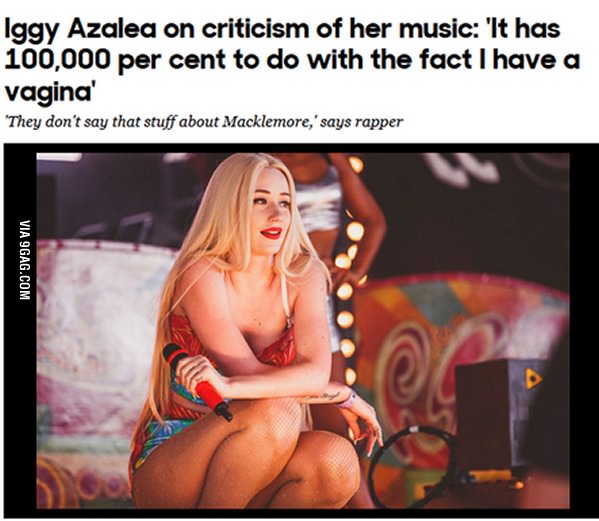 Iggy Azalea on criticism of her music: 'It has
100,000 per cent to do with the fact I have a
vagina'
'They don't say that stuff about Macklemore,' says rapper
VIA 9GAG.COM